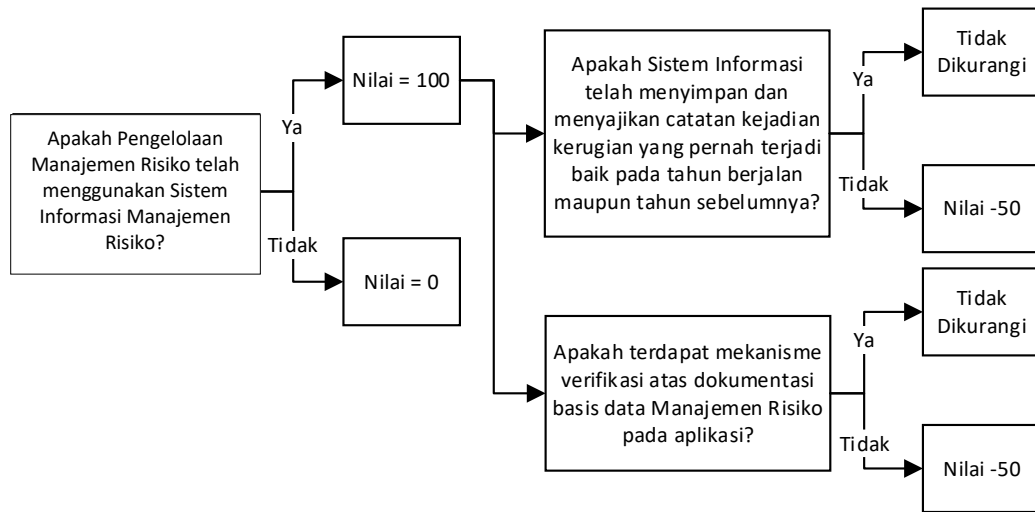 Apakah Pengelolaan
Manajemen Risiko telah
menggunakan Sistem
Informasi Manajemen
Risiko?
Ya
Tidak
Nilai = 100
Nilai = 0
Apakah Sistem Informasi
telah menyimpan dan
menyajikan catatan kejadian
kerugian yang pernah terjadi
baik pada tahun berjalan
maupun tahun sebelumnya?
Ya
Tidak
Tidak
Dikurangi
Nilai -50
Apakah terdapat mekanisme
verifikasi atas dokumentasi
basis data Manajemen Risiko
pada aplikasi?
Ya
Tidak
Tidak
Dikurangi
Nilai -50